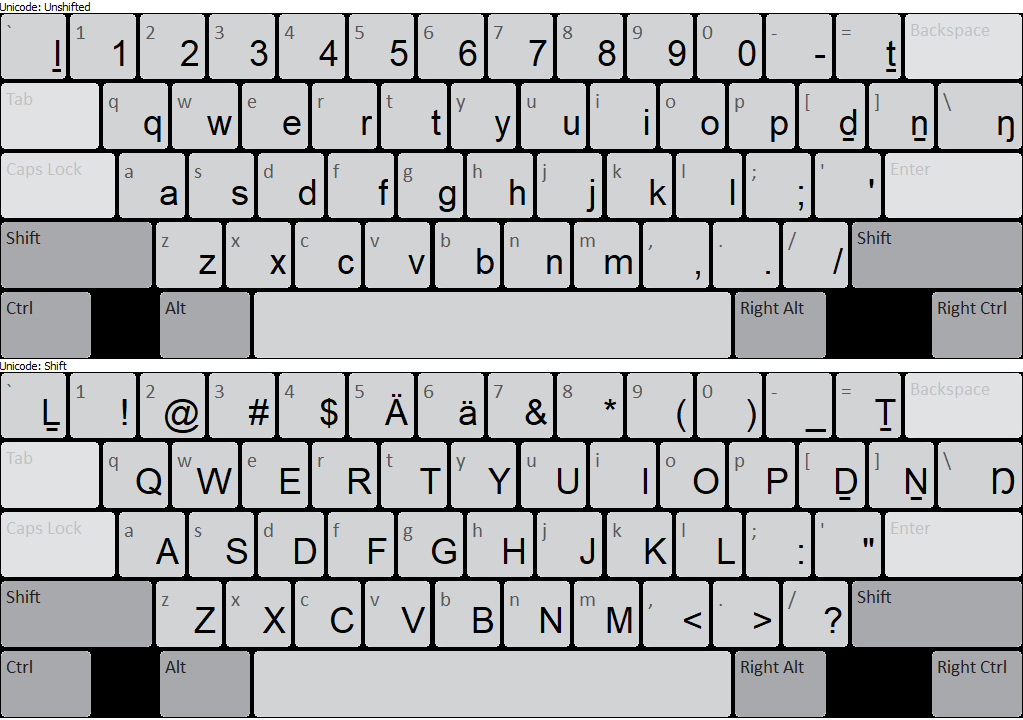 Unicode: Unshifted
` 1 2 3 4 5 6 7 8 9 0 - = Backspace
ḻ 1 2 3 4 5 6 7 8 9 0 - ṯ
Tab q w e r t y u i o p [ ] \
q w e r t y u i o p ḏ ṉ ŋ
Caps Lock a s d f g h j k l ; ' Enter
a s d f g h j k l ; '
Shift z x c v b n m , . / Shift
z x c v b n m , . /
Ctrl Alt Right Alt Right Ctrl
Unicode: Shift
` 1 2 3 4 5 6 7 8 9 0 - = Backspace
Ḻ ! @ # $ Ä ä & * ( ) _ Ṯ
Tab q w e r t y u i o p [ ] \
Q W E R T Y U I O P Ḏ Ṉ Ŋ
Caps Lock a s d f g h j k l ; ' Enter
A S D F G H J K L : "
Shift z x c v b n m , . / Shift
Z X C V B N M < > ?
Ctrl Alt Right Alt Right Ctrl